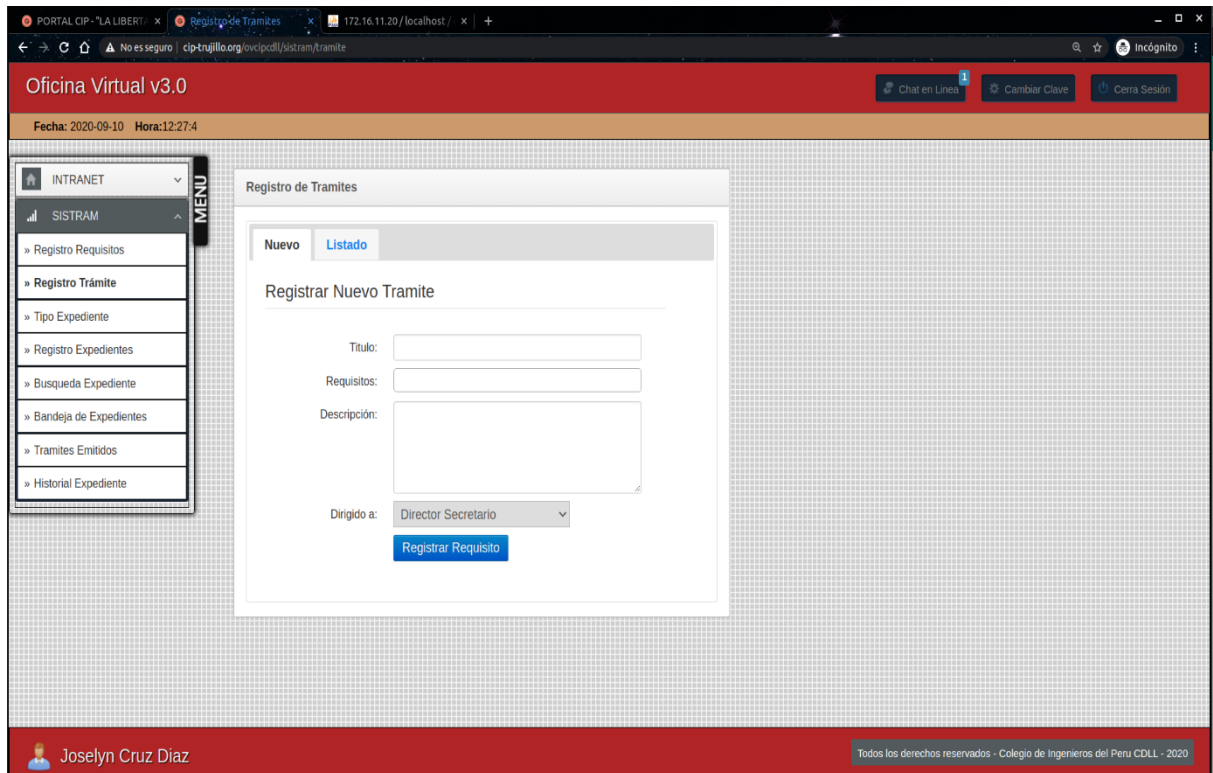 PORTAL CIP - "LA LIBERTA x Registro de Tramites x 172.16.11.20 / localhost / x +
No es seguro | cip-trujillo.org/ovcipcdll/sistram/tramite Incógnito
Oficina Virtual v3.0
Chat en Linea 1 Cambiar Clave Cerra Sesión
Fecha: 2020-09-10 Hora:12:27:4
INTRANET
SISTRAM
MENU
» Registro Requisitos
» Registro Trámite
» Tipo Expediente
» Registro Expedientes
» Busqueda Expediente
» Bandeja de Expedientes
» Tramites Emitidos
» Historial Expediente
Registro de Tramites
Nuevo Listado
Registrar Nuevo Tramite
Titulo:
Requisitos:
Descripción:
Dirigido a: Director Secretario
Registrar Requisito
Joselyn Cruz Diaz
Todos los derechos reservados - Colegio de Ingenieros del Peru CDLL - 2020